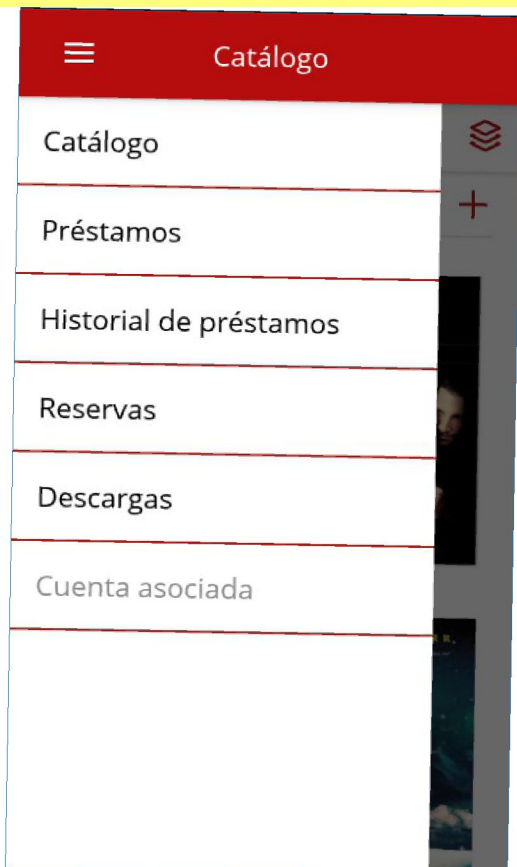 Catálogo
Catálogo
Préstamos
Historial de préstamos
Reservas
Descargas
Cuenta asociada